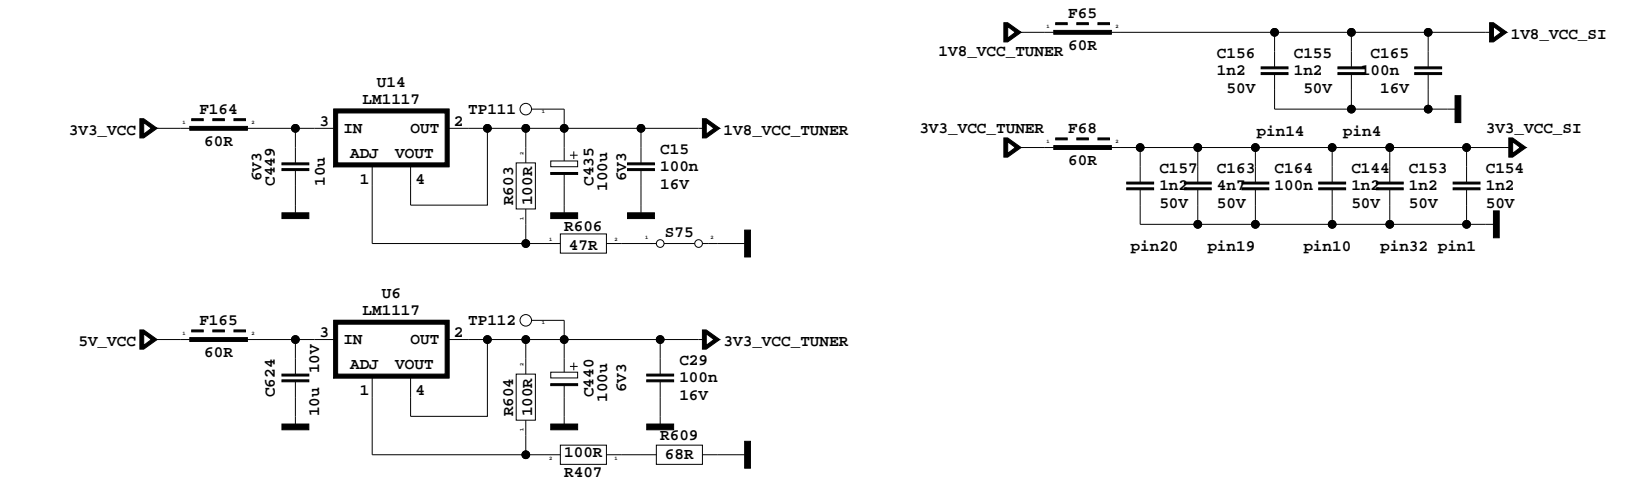 F65
1V8_VCC_TUNER
60R
1V8_VCC_SI
C156
1n2
50V
C155
1n2
50V
C165
100n
16V
3V3_VCC_TUNER
F68
60R
pin14
pin4
3V3_VCC_SI
C157
1n2
50V
C163
4n7
50V
C164
100n
C144
1n2
50V
C153
1n2
50V
C154
1n2
50V
pin20
pin19
pin10
pin32
pin1
U14
LM1117
3V3_VCC
F164
60R
6V3
C449
10u
3
IN
OUT
2
ADJ
VOUT
1
4
TP111
R603
100R
C435
100u
6V3
C15
100n
16V
1V8_VCC_TUNER
R606
47R
S75
U6
LM1117
5V_VCC
F165
60R
C624
10u
10V
3
IN
OUT
2
ADJ
VOUT
1
4
TP112
R604
100R
C440
100u
6V3
C29
100n
16V
3V3_VCC_TUNER
100R
R407
R609
68R